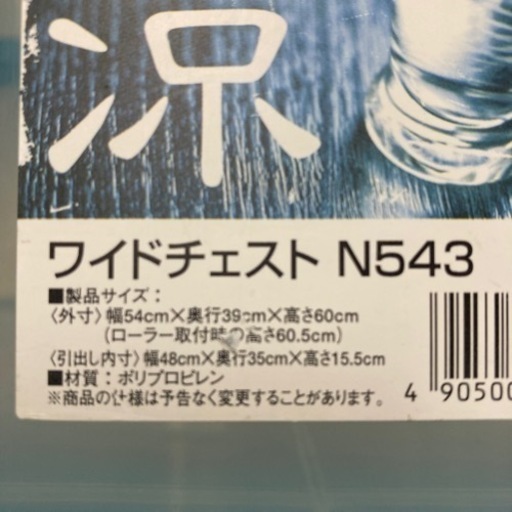 涼
ワイドチェスト N543
■製品サイズ：
〈外寸〉幅54cm×奥行39cm×高さ60cm
(ローラー取付時の高さ60.5cm)
〈引出し内寸〉幅48cm×奥行35cm×高さ15.5cm
■材質：ポリプロピレン
※商品の仕様は予告なく変更することがあります。
4 90500